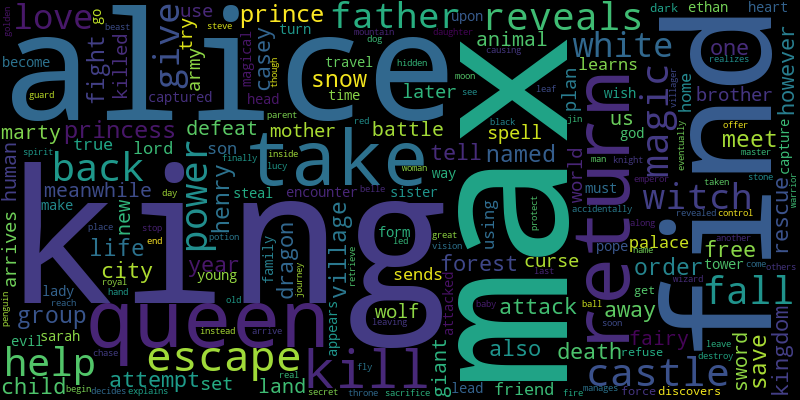 love
go
use
prince
father
reveals
dark
ethan
heart
beast
steve
golden
alice
give
try
army
casey
magical
turn
upon
mountain
dog
hidden
animal
daughter
causing
white
one
learns
realizes
become
fight
killed
captured
guard
though
head
travel
snow
time
later
moon
see
leaf
plan
wish
brother
home
villager
however
marty
princess
defeat
mother
battle
black
spell
jin
us
god
offer
master
meet
capture
human
true
lord
son
parent
finally
inside
red
take
woman
tell
way
named
max
world
man
knight
must
return
magic
find
spirit
back
meanwhile
power
henry
lucy
steal
encounter
sister
belle
witch
eventually
stone
taken
rescue
warrior
make
day
new
potion
family
form
led
great
vision
using
protect
emperor
accidentally
king
arrives
place
stop
life
end
city
year
young
dragon
journey
village
appears
retrieve
sends
forest
curse
pope
palace
revealed
control
along
another
name
free
tower
come
others
lady
royal
hand
reach
group
old
wolf
attacked
last
attack
order
away
get
wizard
fall
kingdom
penguin
sarah
evil
queen
instead
arrive
leaving
baby
also
ball
death
soon
fairy
sword
save
leave
destroy
help
chase
escape
real
fly
kill
giant
fire
refuse
castle
child
begin
decides
explains
attempt
set
land
secret
throne
sacrifice
lead
friend
manages
force
discovers